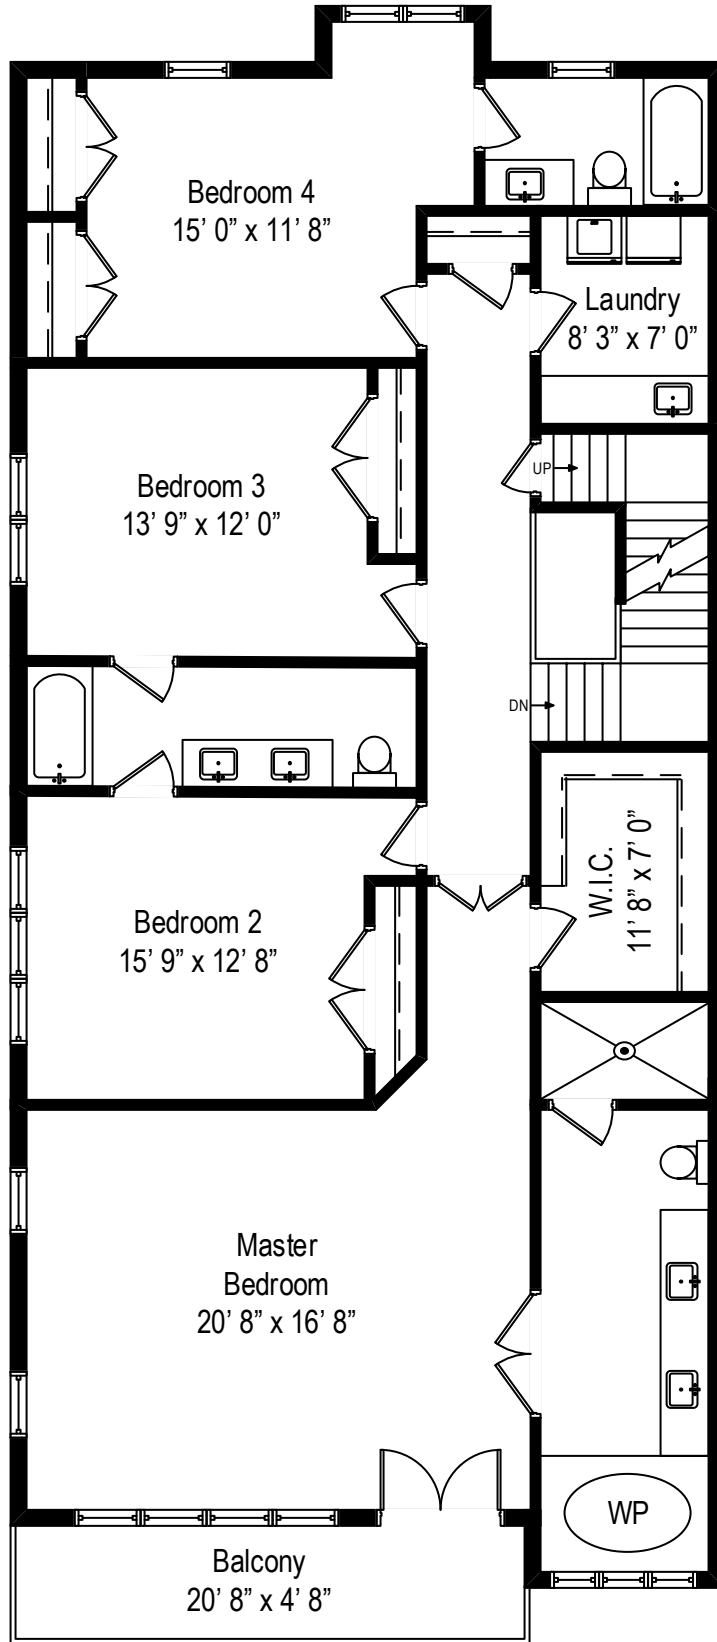 Bedroom 4
15’ 0” x 11’ 8”
Laundry
8’ 3” x 7’ 0”
UP
Bedroom 3
13’ 9” x 12’ 0”
DN
W.I.C.
11’ 8” x 7’ 0”
Bedroom 2
15’ 9” x 12’ 8”
Master
Bedroom
20’ 8” x 16’ 8”
WP
Balcony
20’ 8” x 4’ 8”